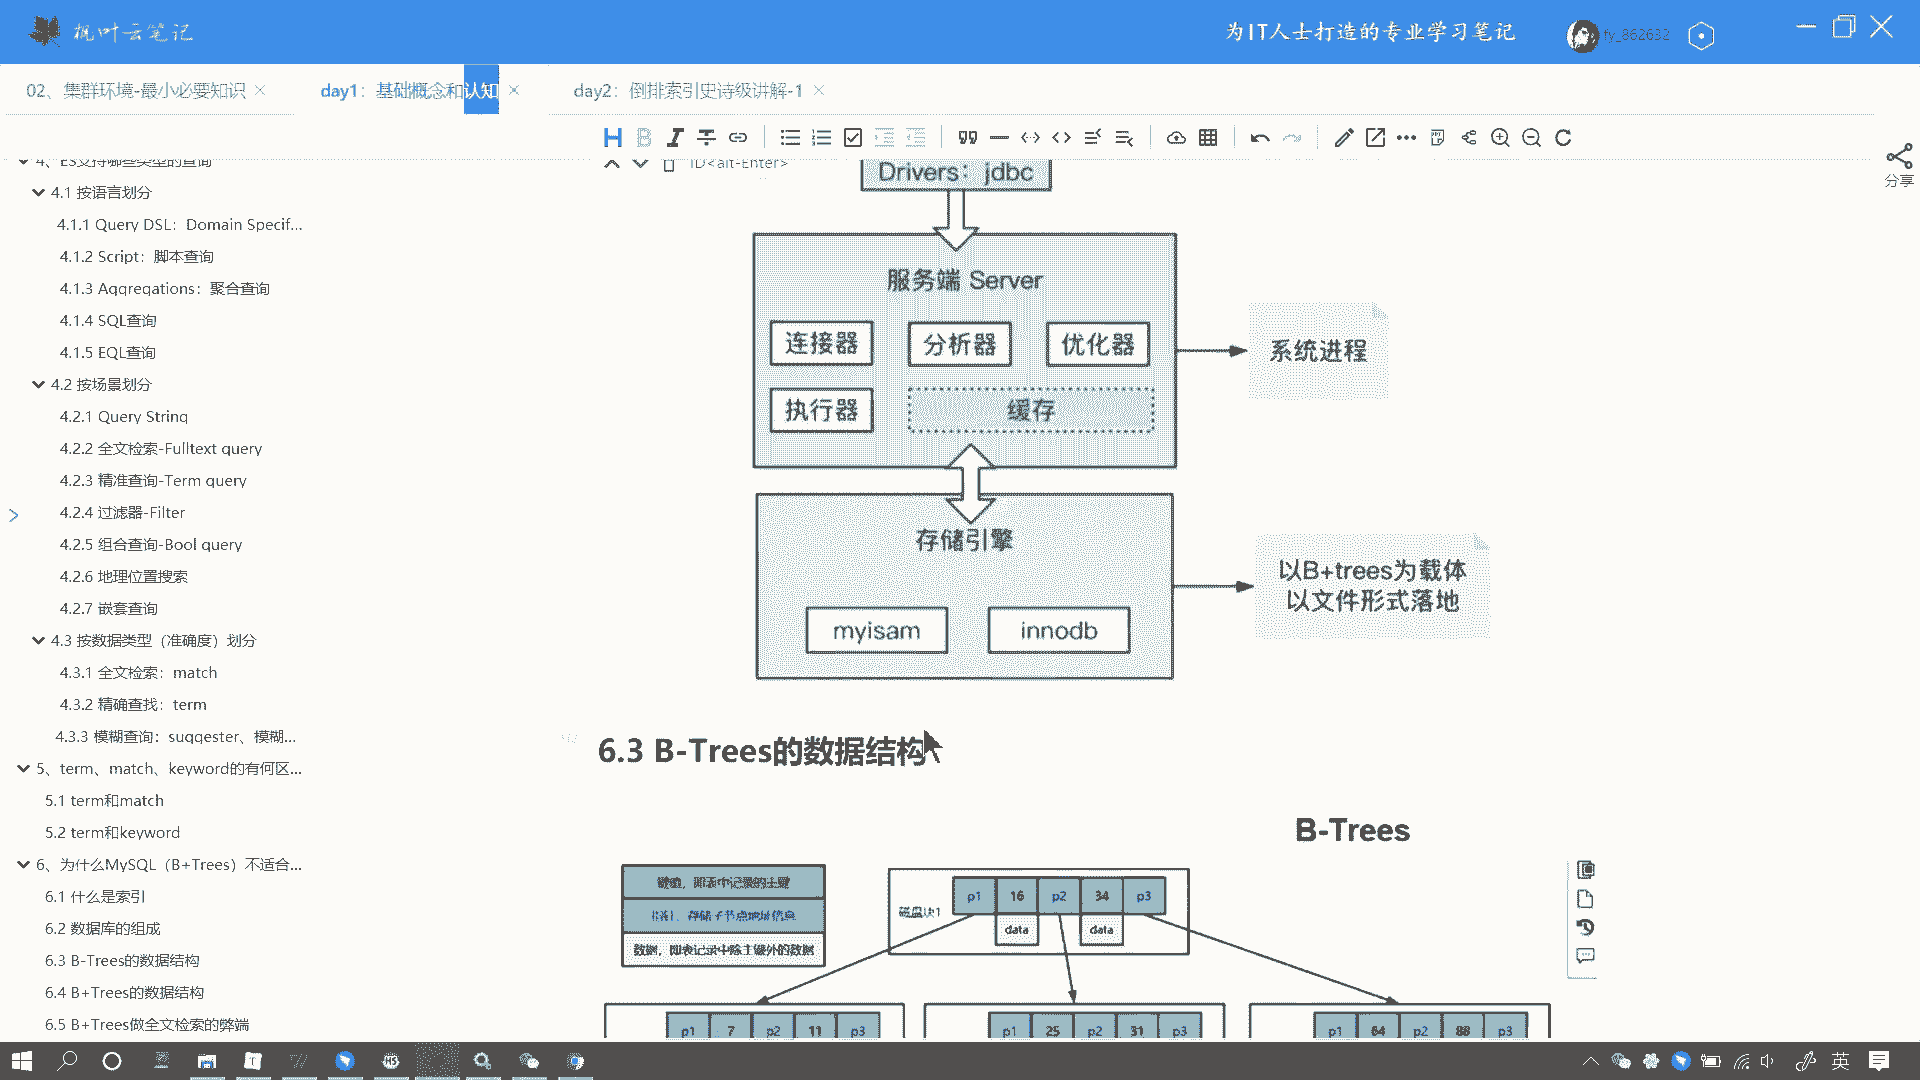 枫叶云笔记
为IT人士打造的专业学习笔记
fy_862632
02、集群环境-最小必要知识
day1：基础概念和认知
day2：倒排索引史诗级讲解-1
分享
ID<alt-Enter>
4、ES支持哪些类型的查询
4.1 按语言划分
4.1.1 Query DSL：Domain Specif...
4.1.2 Script：脚本查询
4.1.3 Aggregations：聚合查询
4.1.4 SQL查询
4.1.5 EQL查询
4.2 按场景划分
4.2.1 Query String
4.2.2 全文检索-Fulltext query
4.2.3 精准查询-Term query
4.2.4 过滤器-Filter
4.2.5 组合查询-Bool query
4.2.6 地理位置搜索
4.2.7 嵌套查询
4.3 按数据类型（准确度）划分
4.3.1 全文检索：match
4.3.2 精确查找：term
4.3.3 模糊查询：suggester、模糊...
5、term、match、keyword的有何区...
5.1 term和match
5.2 term和keyword
6、为什么MySQL（B+Trees）不适合...
6.1 什么是索引
6.2 数据库的组成
6.3 B-Trees的数据结构
6.4 B+Trees的数据结构
6.5 B+Trees做全文检索的弊端
Drivers：jdbc
服务端 Server
连接器 分析器 优化器
执行器 缓存
系统进程
存储引擎
myisam innodb
以B+trees为载体
以文件形式落地
6.3 B-Trees的数据结构
B-Trees
键值，即表中记录的主键
指针，存储子节点地址信息
数据，即表记录中除主键外的数据
磁盘块1
p1 16 p2 34 p3
data data
p1 7 p2 11 p3
p1 25 p2 31 p3
p1 64 p2 88 p3
英